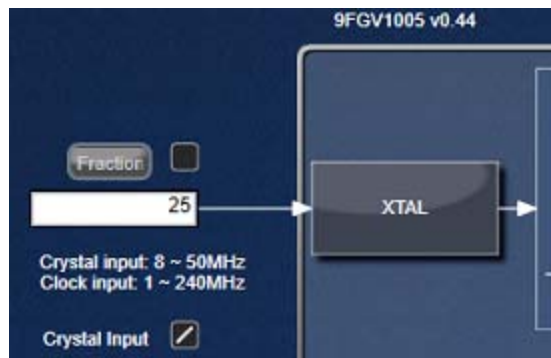 9FGV1005 v0.44
Fraction
25
XTAL
Crystal input: 8 ~ 50MHz
Clock input: 1 ~ 240MHz
Crystal Input